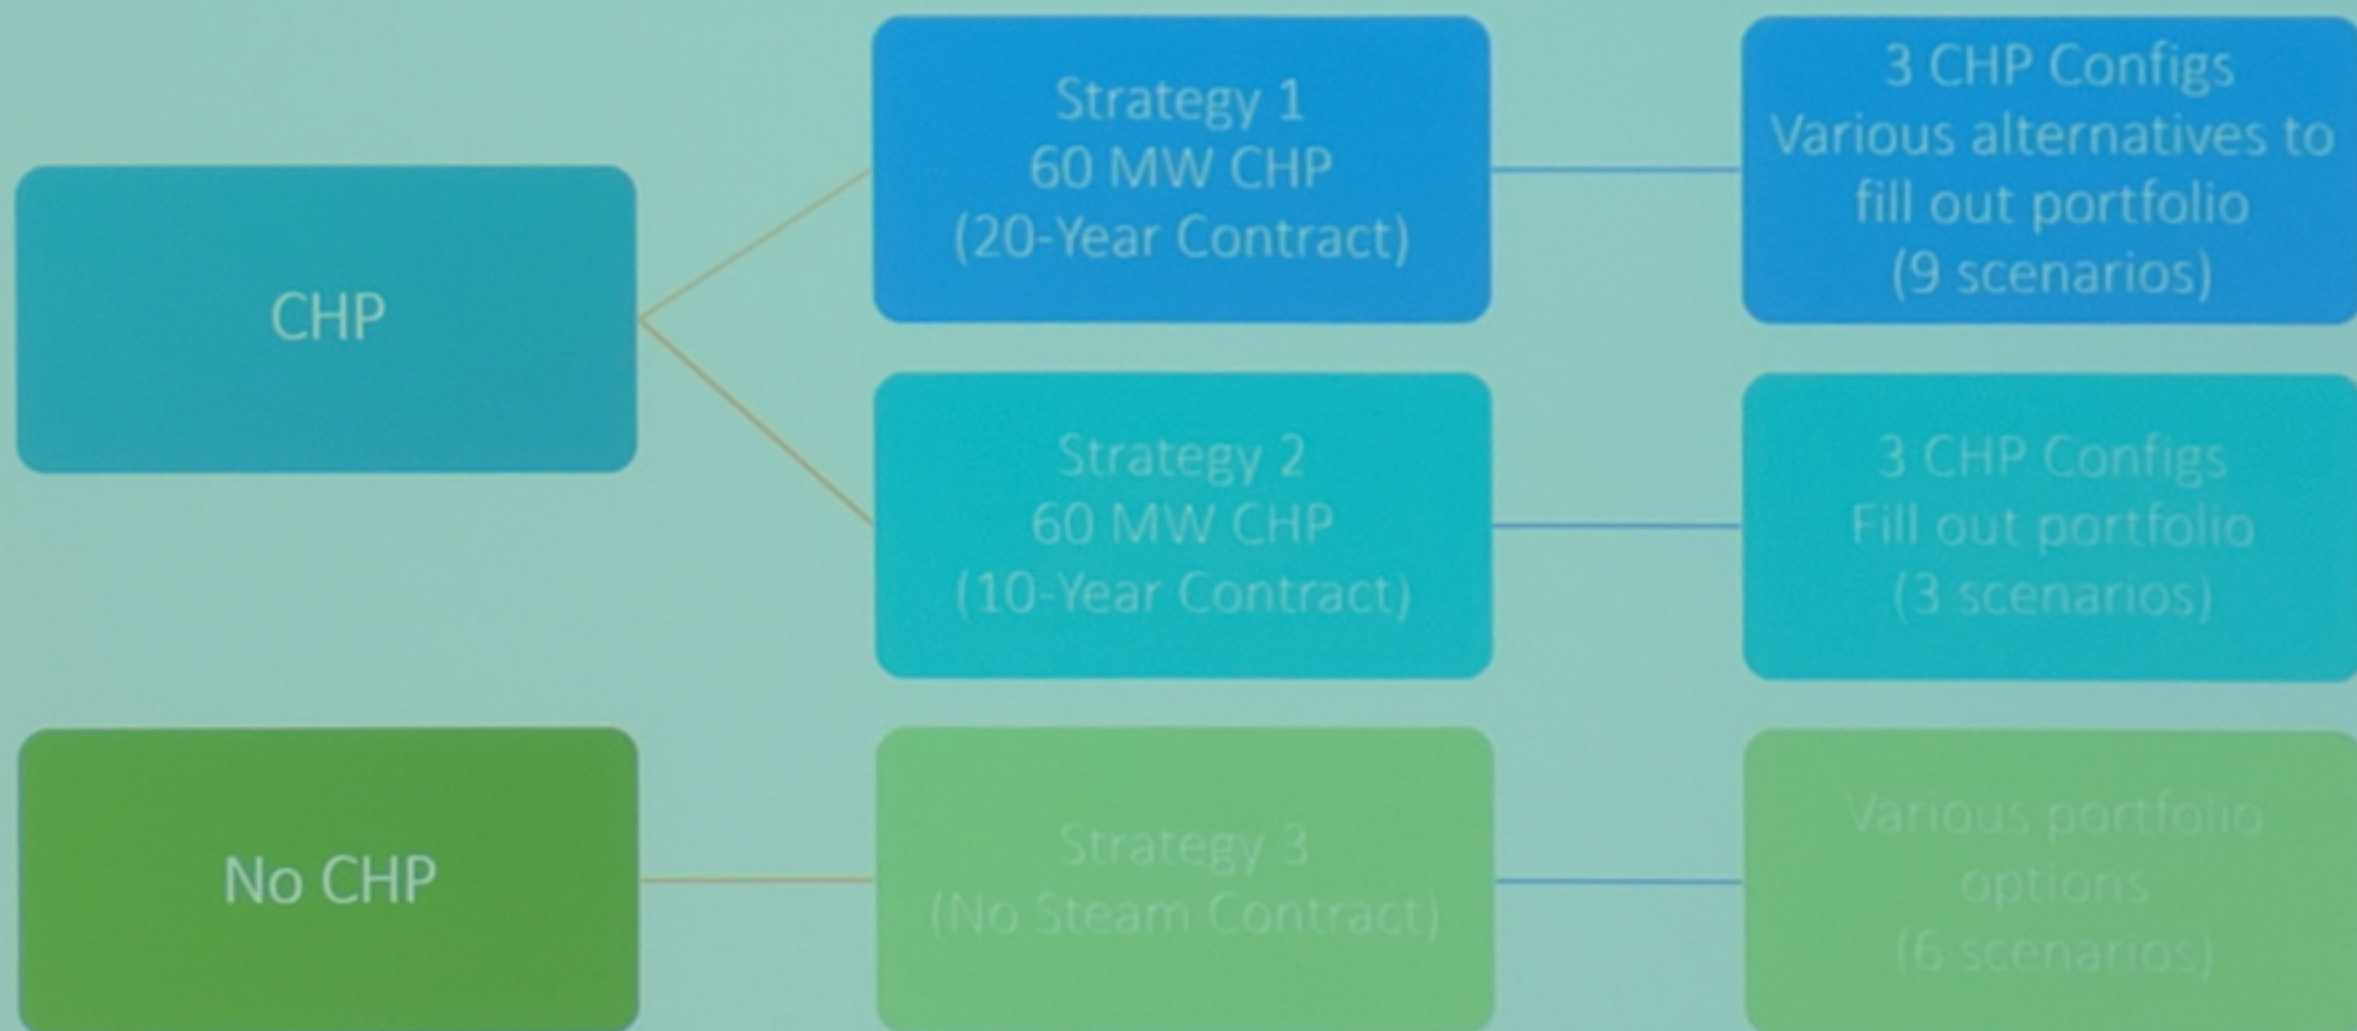 CHP
Strategy 1
60 MW CHP
(20-Year Contract)
3 CHP Configs
Various alternatives to
fill out portfolio
(9 scenarios)
Strategy 2
60 MW CHP
(10-Year Contract)
3 CHP Configs
Fill out portfolio
(3 scenarios)
No CHP
Strategy 3
(No Steam Contract)
Various portfolio
options
(6 scenarios)